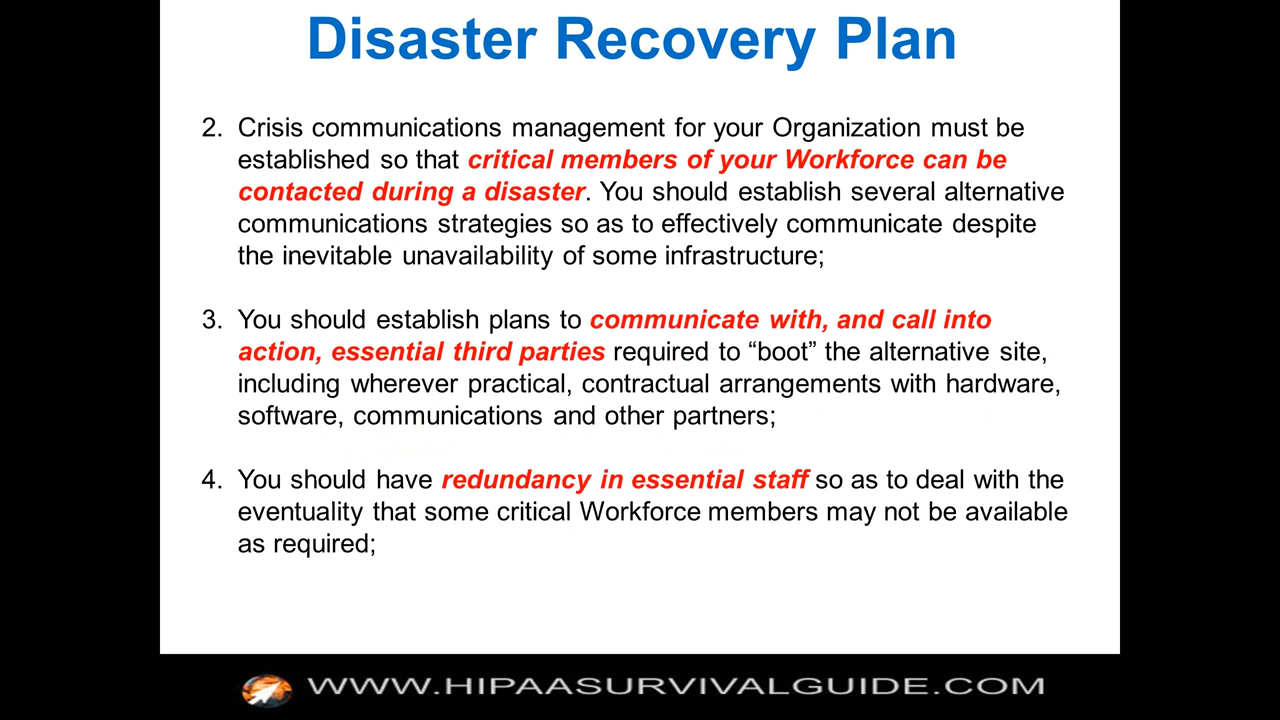 Disaster Recovery Plan
2. Crisis communications management for your Organization must be
established so that critical members of your Workforce can be
contacted during a disaster. You should establish several alternative
communications strategies so as to effectively communicate despite
the inevitable unavailability of some infrastructure;
3. You should establish plans to communicate with, and call into
action, essential third parties required to “boot” the alternative site,
including wherever practical, contractual arrangements with hardware,
software, communications and other partners;
4. You should have redundancy in essential staff so as to deal with the
eventuality that some critical Workforce members may not be available
as required;
WWW.HIPAASURVIVALGUIDE.COM